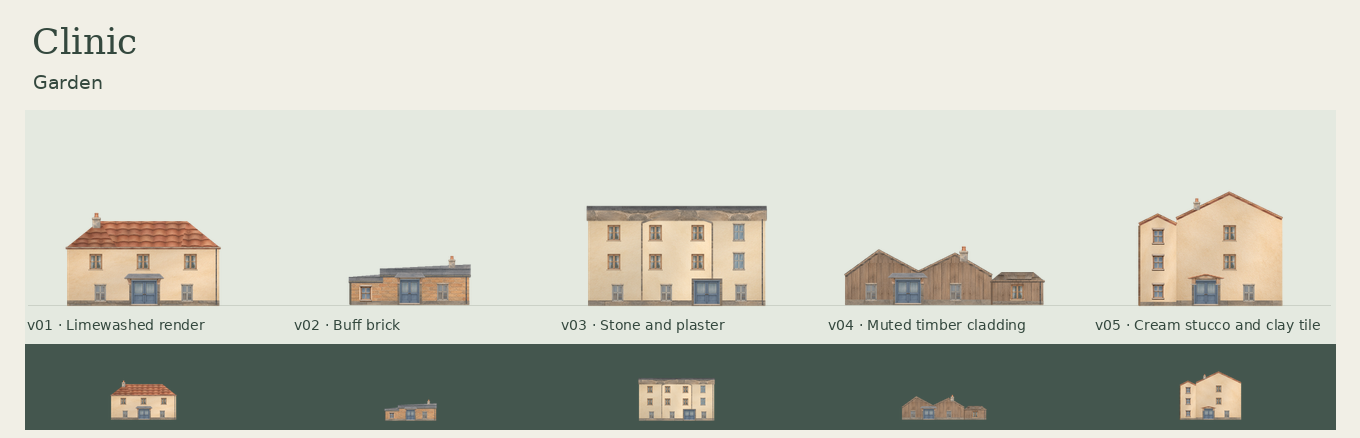 Clinic
Garden
v01 · Limewashed render
v02 · Buff brick
v03 · Stone and plaster
v04 · Muted timber cladding
v05 · Cream stucco and clay tile